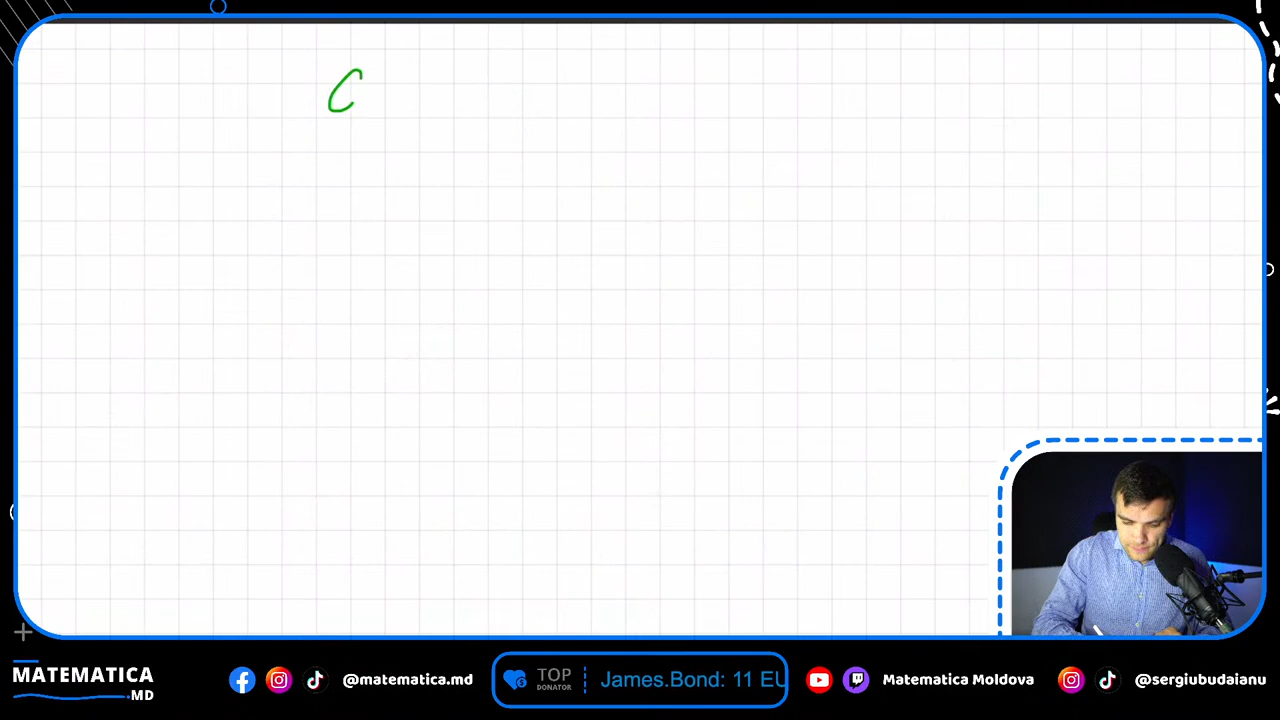 C
MATEMATICA
.MD
@matematica.md
TOP
DONATOR
James.Bond: 11 EU
Matematica Moldova
@sergiubudaianu